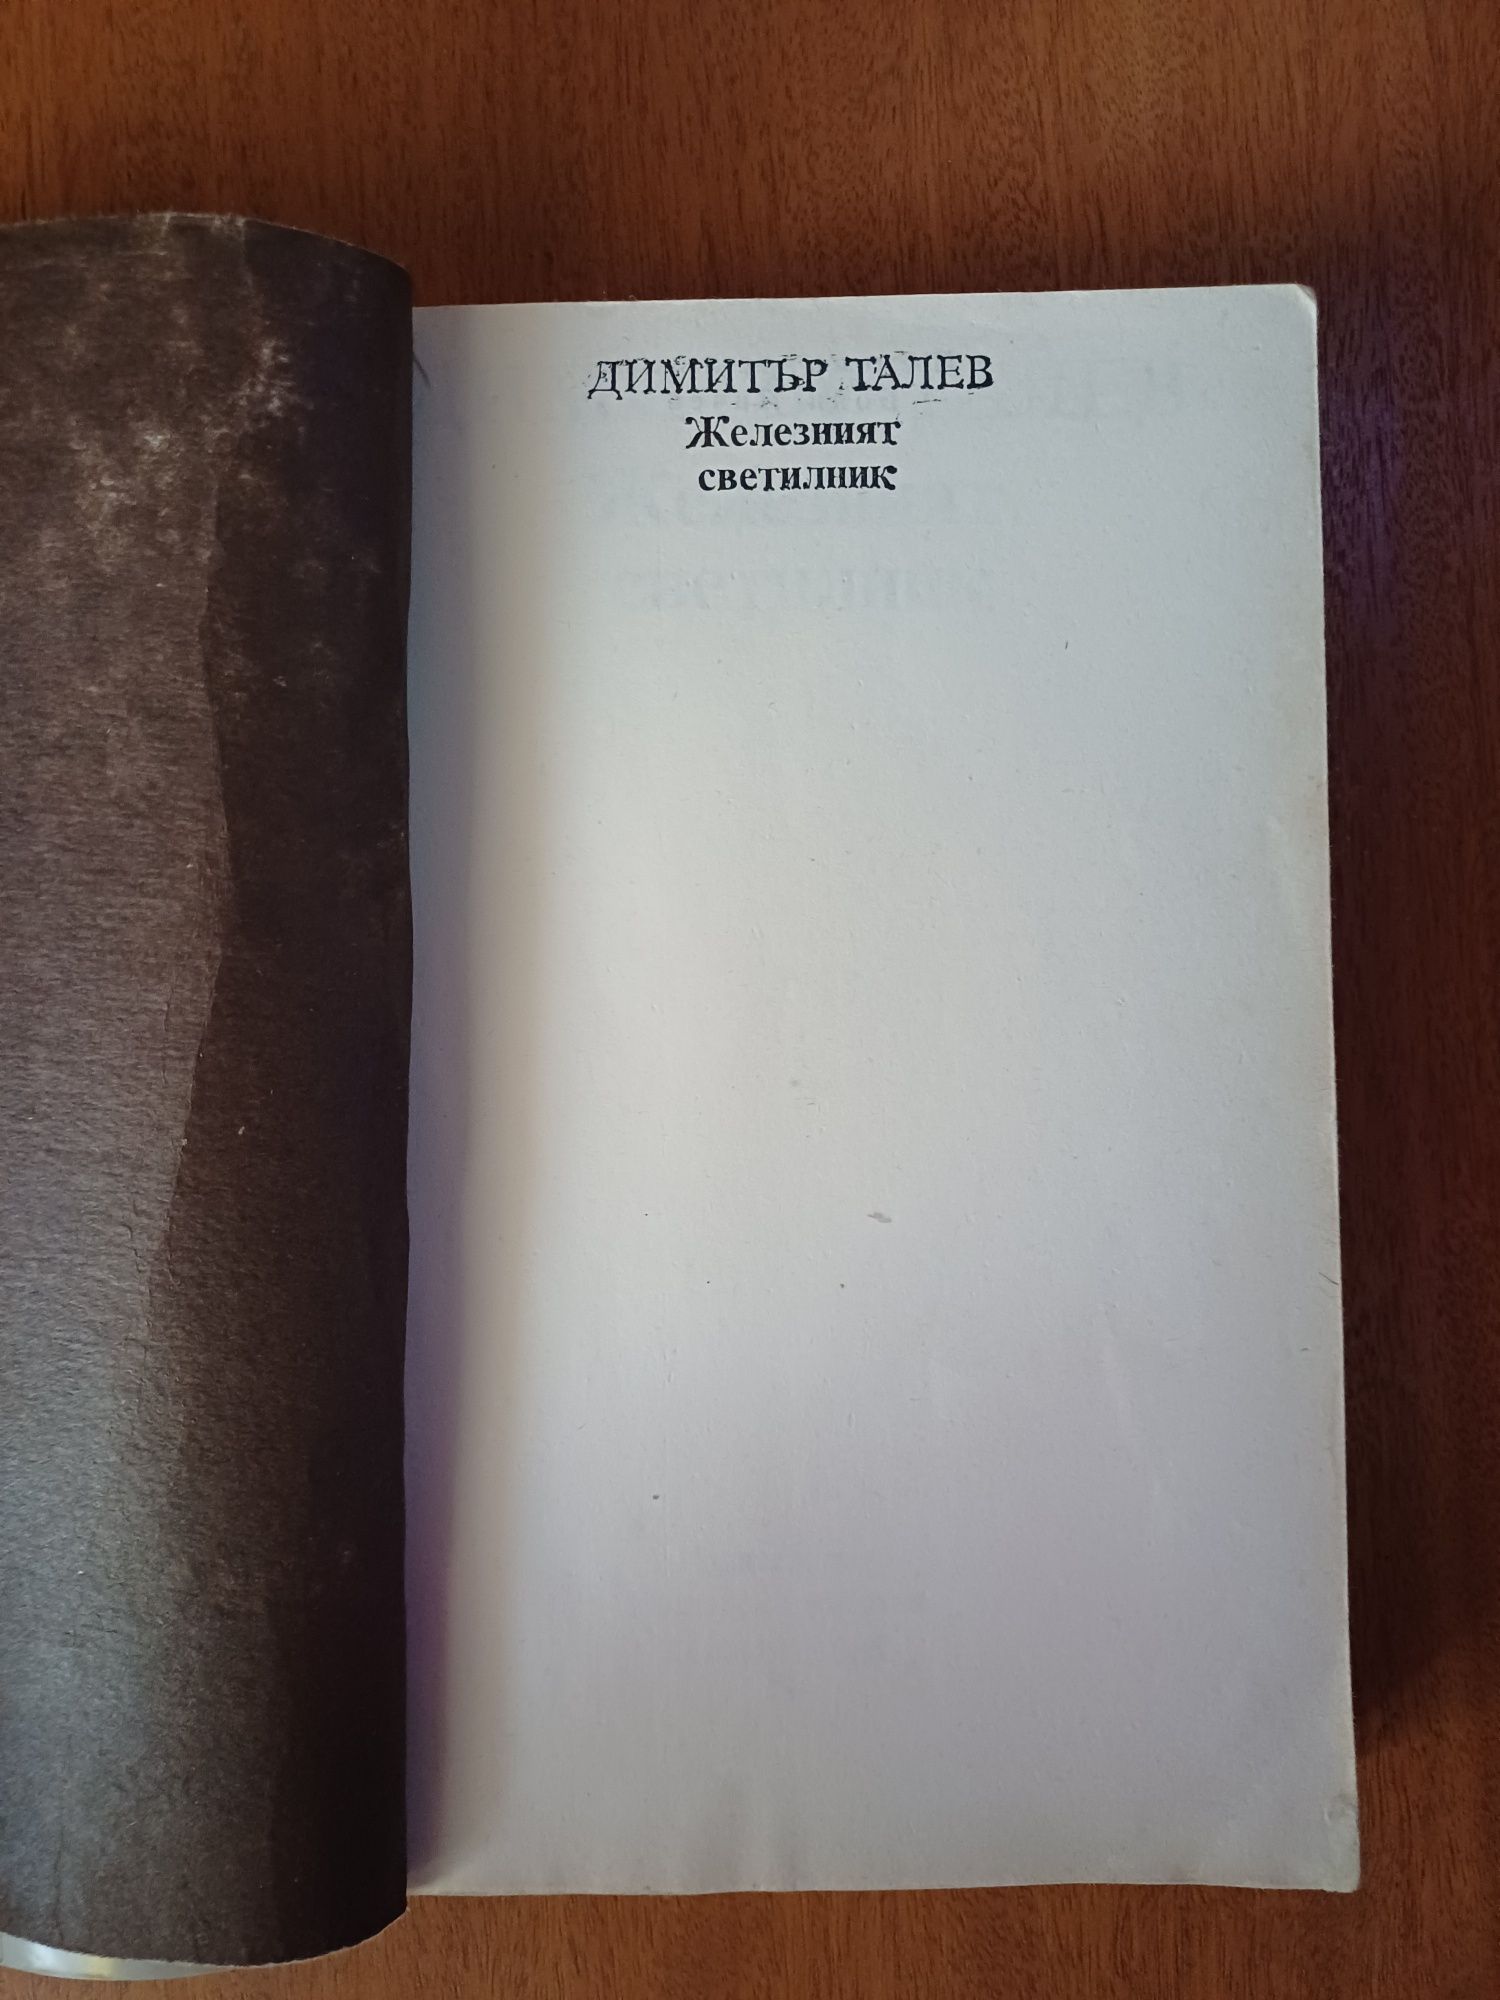 ДИМИТЪР ТАЛЕВ
Железният
светилник